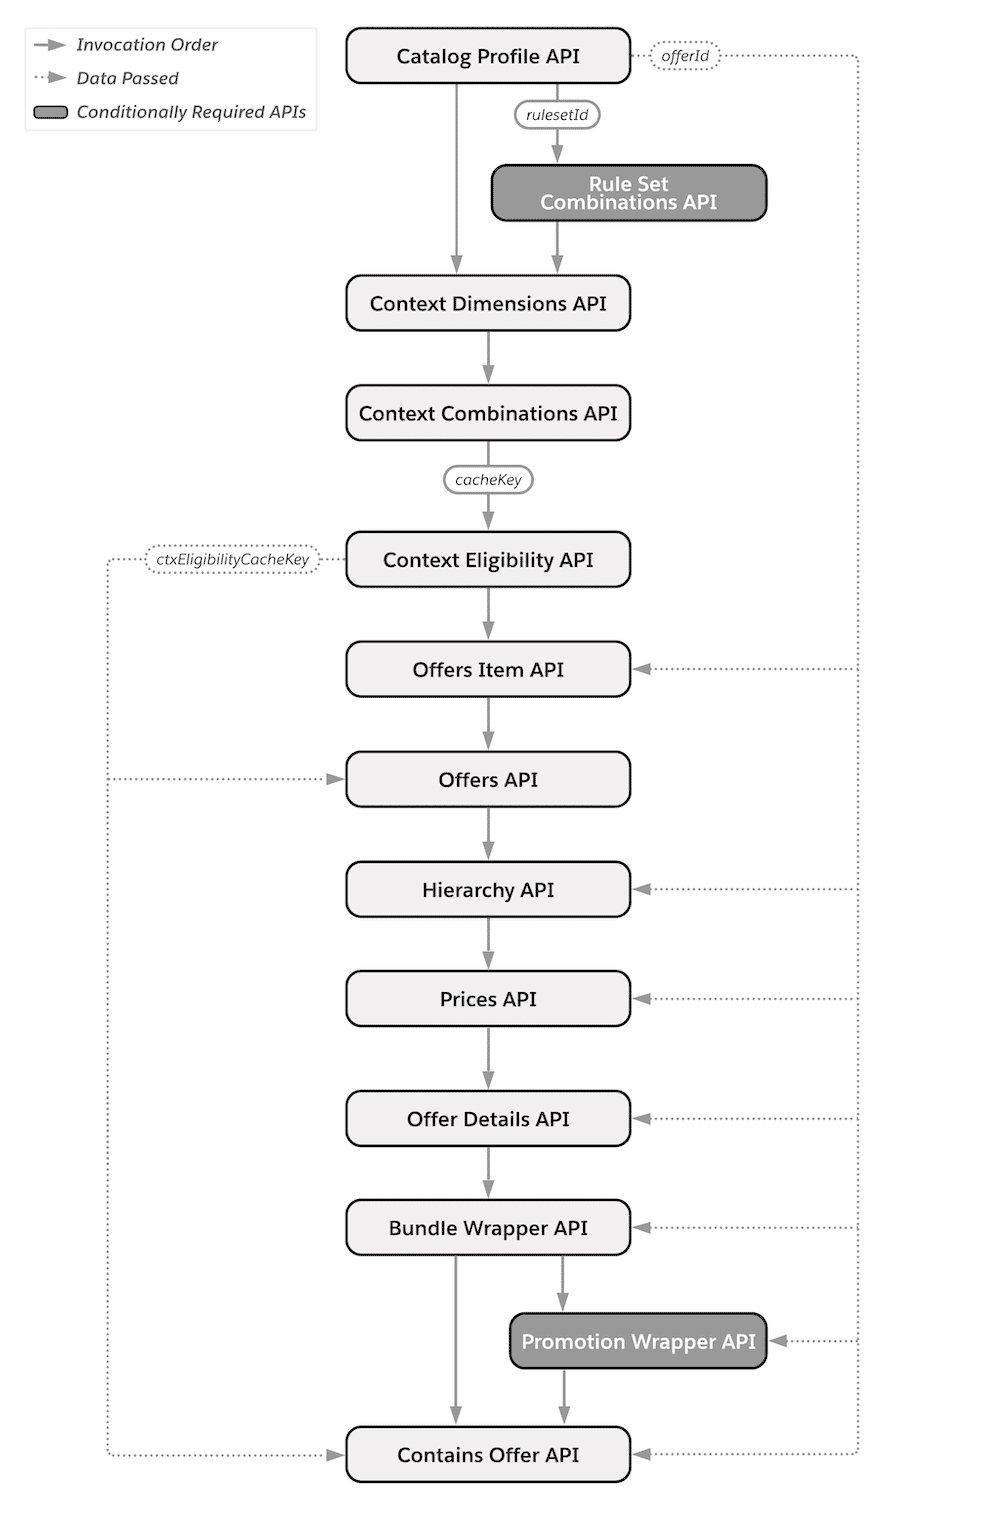 Invocation Order
Data Passed
Conditionally Required APIs
Catalog Profile API
offerId
rulesetId
Rule Set
Combinations API
Context Dimensions API
Context Combinations API
cacheKey
ctxEligibilityCacheKey
Context Eligibility API
Offers Item API
Offers API
Hierarchy API
Prices API
Offer Details API
Bundle Wrapper API
Promotion Wrapper API
Contains Offer API